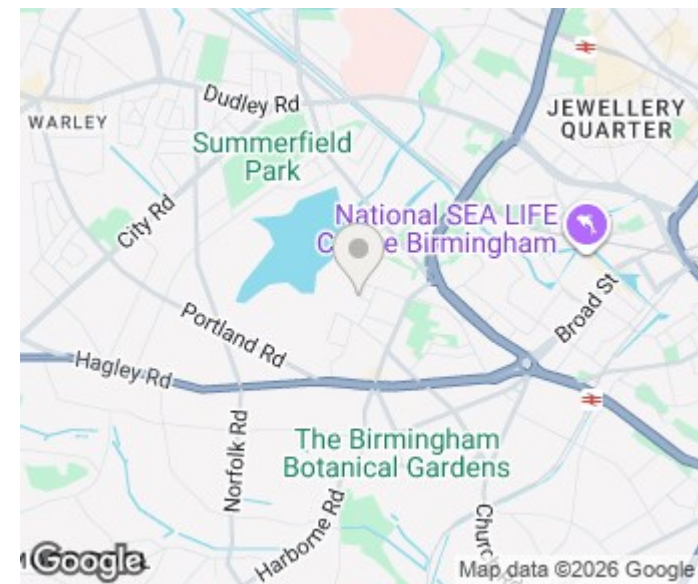 JEWELLERY
QUARTER
Dudley Rd
WARLEY
Summerfield
Park
City Rd
National SEA LIFE
Birmingham
Broad St
Portland Rd
Hagley Rd
Norfolk Rd
The Birmingham
Botanical Gardens
Harborne Rd
Google
Map data ©2026 Google